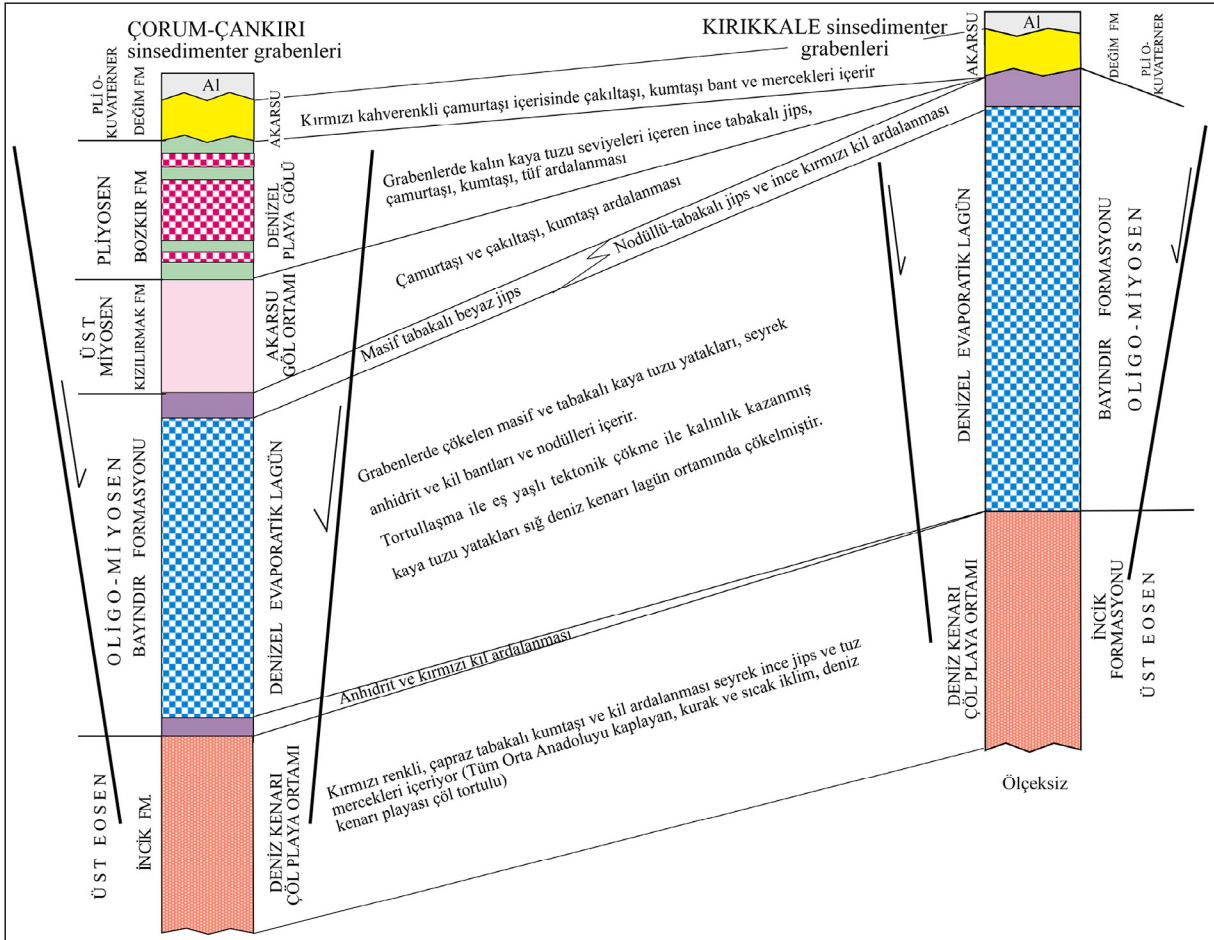 ÇORUM-ÇANKIRI
sinsedimenter grabenleri
KIRIKKALE sinsedimenter
grabenleri
PLİ O-
KUVATERNER
DEĞİM FM
Al
AKARSU
PLİYOSEN
BOZKIR FM
DENİZEL
PLAYA GÖLÜ
ÜST
MİYOSEN
KIZILIRMAK FM
AKARSU
GÖL ORTAMI
OLİGO-Mİ YOSEN
BAYINDIR FORMASYONU
DENİZEL EVAPORATİK LAGÜN
ÜST EOSEN
İNCİK FM.
DENİZ KENARI
ÇÖL PLAYA ORTAMI
Kırmızı kahverenkli çamurtaşı içerisinde çakıltaşı, kumtaşı bant ve mercekleri içerir
Grabenlerde kalın kaya tuzu seviyeleri içeren ince tabakalı jips,
çamurtaşı, kumtaşı, tüf ardalanması
Çamurtaşı ve çakıltaşı, kumtaşı ardalanması
Masif tabakalı beyaz jips
Nodüllü-tabakalı jips ve ince kırmızı kil ardalanması
Grabenlerde çökelen masif ve tabakalı kaya tuzu yatakları, seyrek
anhidrit ve kil bantları ve nodülleri içerir.
Tortullaşma ile eş yaşlı tektonik çökme ile kalınlık kazanmış
kaya tuzu yatakları sığ deniz kenarı lagün ortamında çökelmiştir.
Anhidrit ve kırmızı kil ardalanması
Kırmızı renkli, çapraz tabakalı kumtaşı ve kil ardalanması seyrek ince jips ve tuz
mercekleri içeriyor (Tüm Orta Anadoluyu kaplayan, kurak ve sıcak iklim, deniz
kenarı playası çöl tortulu)
AKARSU
Al
DEĞİM FM
PLİ O-
KUVATERNER
DENİZEL EVAPORATİK LAGÜN
BAYINDIR FORMASYONU
OLİGO-MİYOSEN
DENİZ KENARI
ÇÖL PLAYA ORTAMI
İNCİK
FORMASYONU
ÜST EOSEN
Ölçeksiz